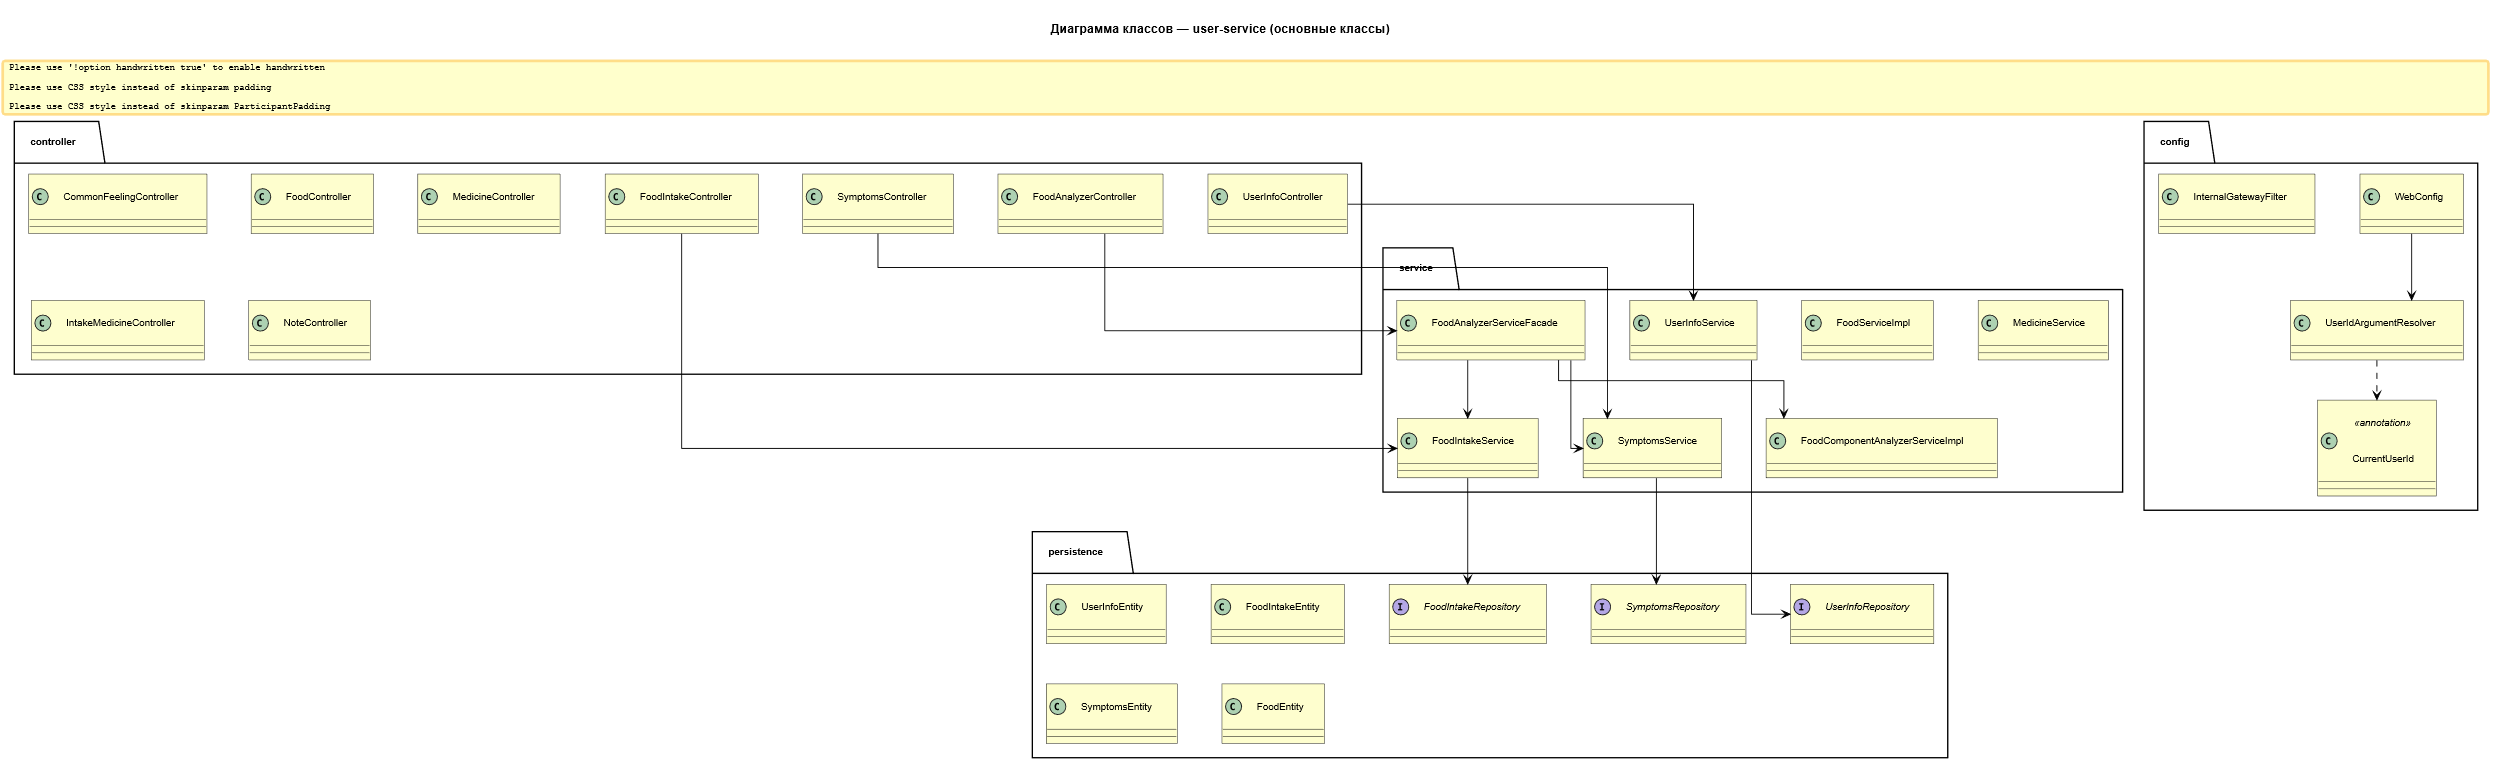 Диаграмма классов — user-service (основные классы)
Please use '!option handwritten true' to enable handwritten
Please use CSS style instead of skinparam padding
Please use CSS style instead of skinparam ParticipantPadding
controller
C CommonFeelingController
C FoodController
C MedicineController
C FoodIntakeController
C SymptomsController
C FoodAnalyzerController
C UserInfoController
C IntakeMedicineController
C NoteController
service
C FoodAnalyzerServiceFacade
C UserInfoService
C FoodServiceImpl
C MedicineService
C FoodIntakeService
C SymptomsService
C FoodComponentAnalyzerServiceImpl
config
C InternalGatewayFilter
C WebConfig
C UserIdArgumentResolver
«annotation»
C CurrentUserId
persistence
C UserInfoEntity
C FoodIntakeEntity
I FoodIntakeRepository
I SymptomsRepository
I UserInfoRepository
C SymptomsEntity
C FoodEntity